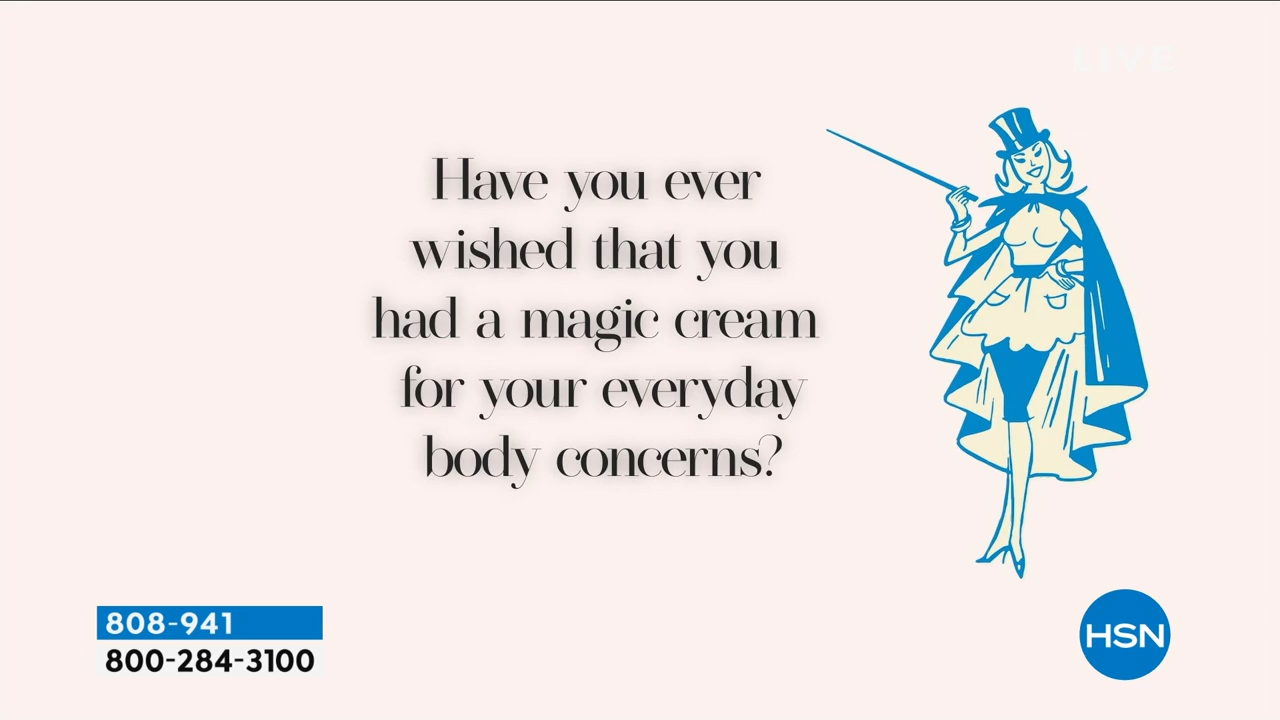 LIVE
Have you ever
wished that you
had a magic cream
for your everyday
body concerns?
808-941
800-284-3100
HSN